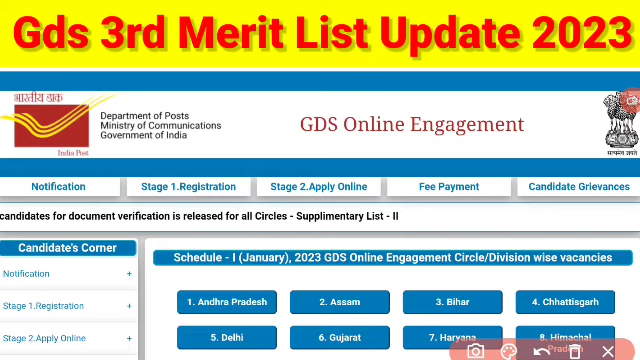 Gds 3rd Merit List Update 2023
भारतीय डाक
India Post
Department of Posts
Ministry of Communications
Government of India
GDS Online Engagement
सत्यमेव जयते
Notification
Stage 1.Registration
Stage 2.Apply Online
Fee Payment
Candidate Grievances
candidates for document verification is released for all Circles - Supplimentary List - II
Candidate's Corner
Notification +
Stage 1.Registration +
Stage 2.Apply Online +
Schedule - I (January), 2023 GDS Online Engagement Circle/Division wise vacancies
1. Andhra Pradesh
2. Assam
3. Bihar
4. Chhattisgarh
5. Delhi
6. Gujarat
7. Haryana
8. Himachal
Pradesh